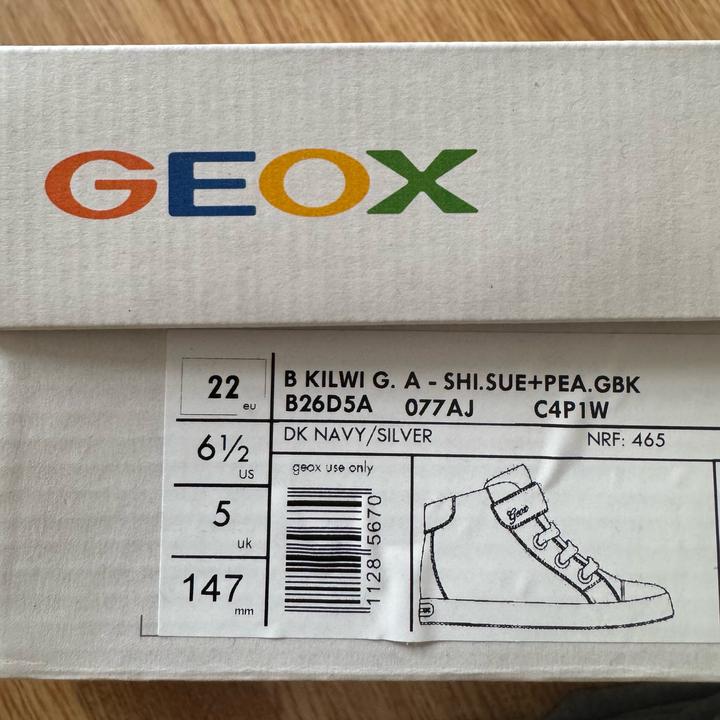 GEOX
22 eu
6½ US
5 uk
147 mm
B KILWI G. A - SHI.SUE+PEA.GBK
B26D5A 077AJ C4P1W
DK NAVY/SILVER NRF: 465
geox use only
1128 5670
Geox